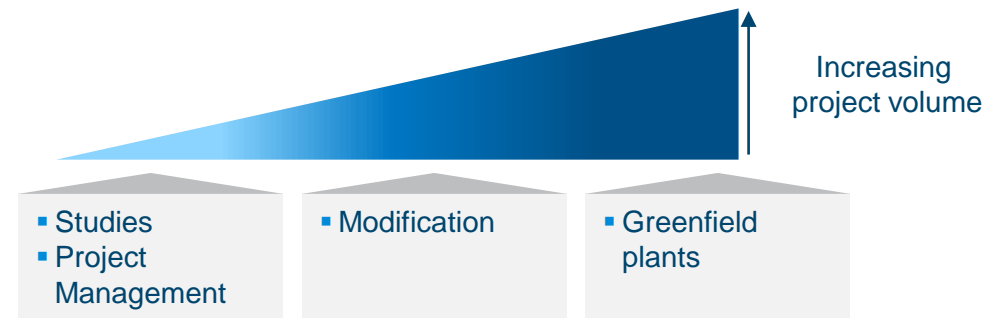 Increasing
project volume
▪ Studies
▪ Project
Management
▪ Modification
▪ Greenfield
plants